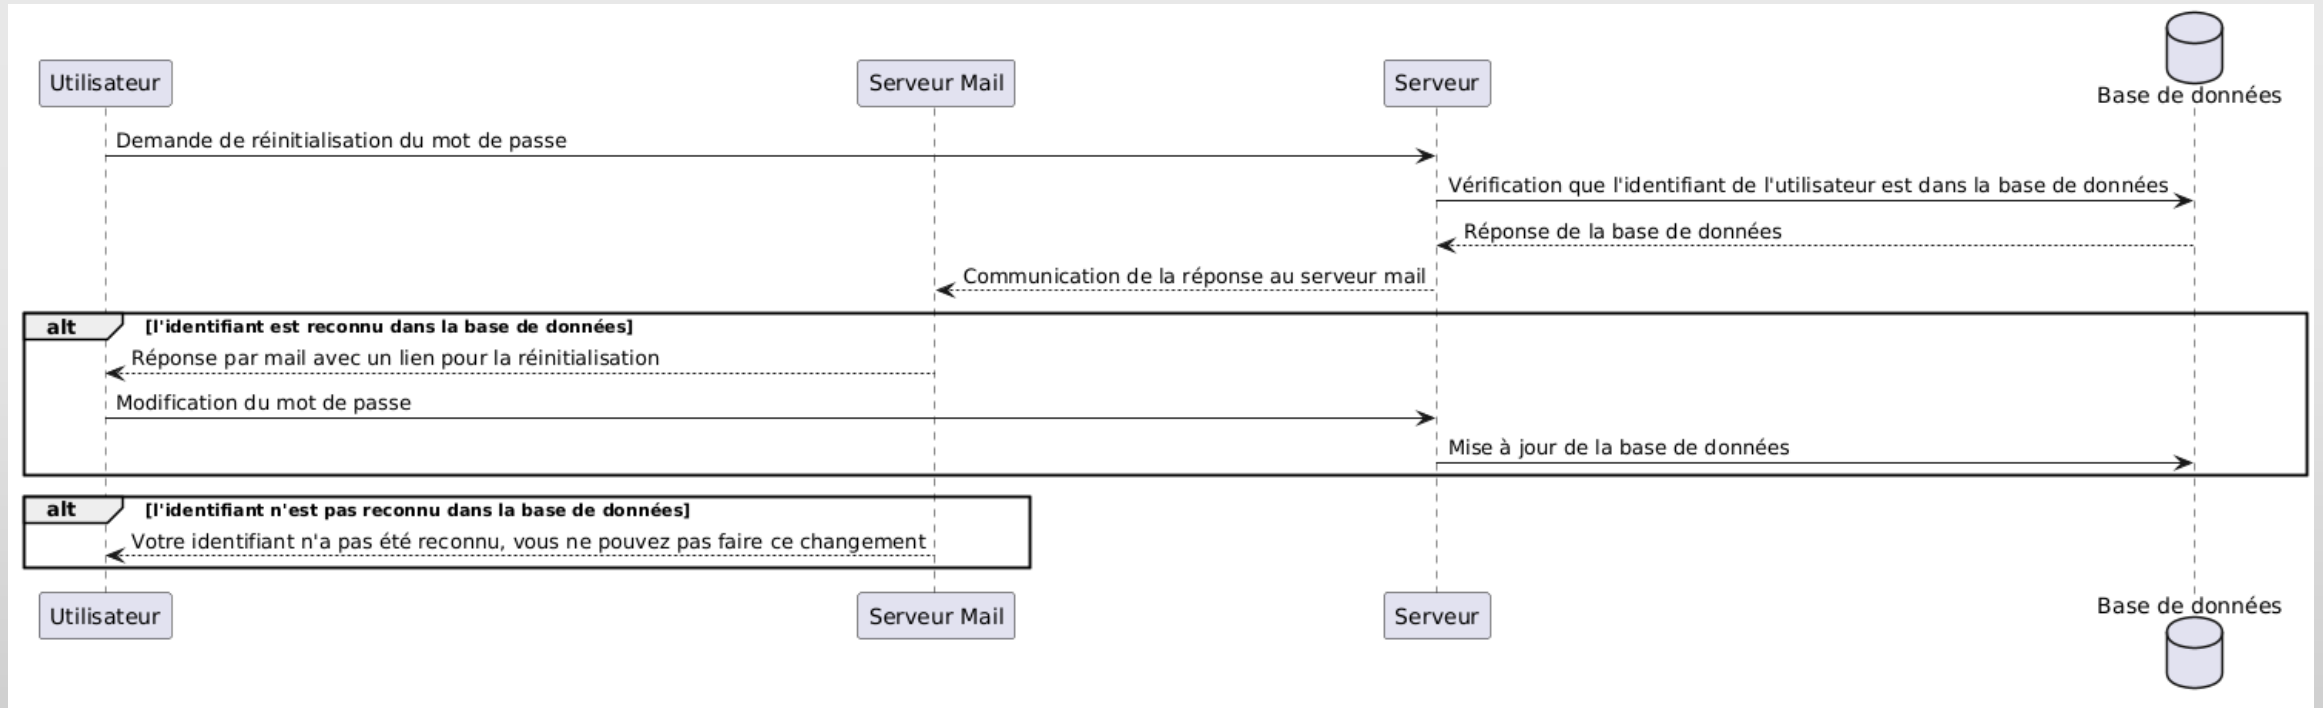 Utilisateur
Serveur Mail
Serveur
Base de données
Demande de réinitialisation du mot de passe
Vérification que l'identifiant de l'utilisateur est dans la base de données
Réponse de la base de données
Communication de la réponse au serveur mail
alt
[l'identifiant est reconnu dans la base de données]
Réponse par mail avec un lien pour la réinitialisation
Modification du mot de passe
Mise à jour de la base de données
alt
[l'identifiant n'est pas reconnu dans la base de données]
Votre identifiant n'a pas été reconnu, vous ne pouvez pas faire ce changement
Utilisateur
Serveur Mail
Serveur
Base de données